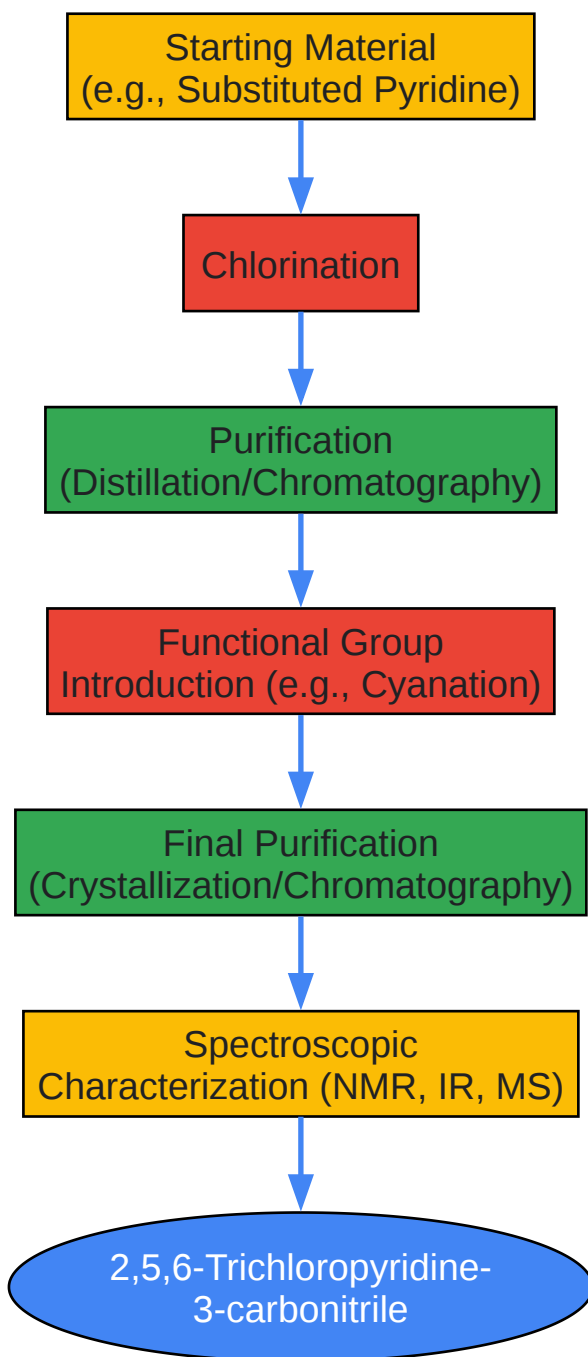 Starting Material
(e.g., Substituted Pyridine)
Chlorination
Purification
(Distillation/Chromatography)
Functional Group
Introduction (e.g., Cyanation)
Final Purification
(Crystallization/Chromatography)
Spectroscopic
Characterization (NMR, IR, MS)
2,5,6-Trichloropyridine-
3-carbonitrile